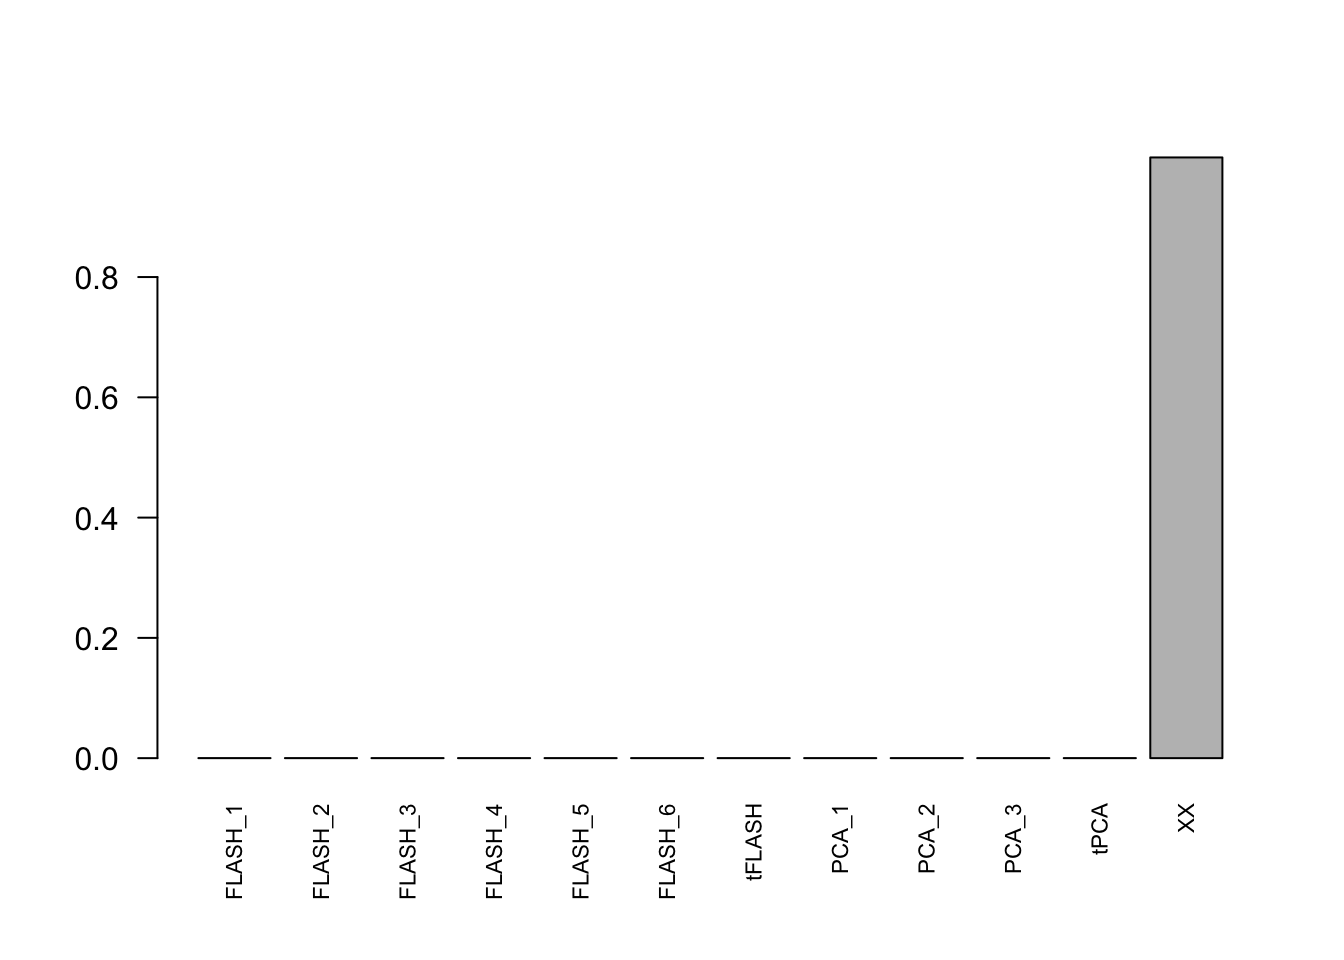 0.8
0.6
0.4
0.2
0.0
FLASH_1
FLASH_2
FLASH_3
FLASH_4
FLASH_5
FLASH_6
tFLASH
PCA_1
PCA_2
PCA_3
tPCA
XX